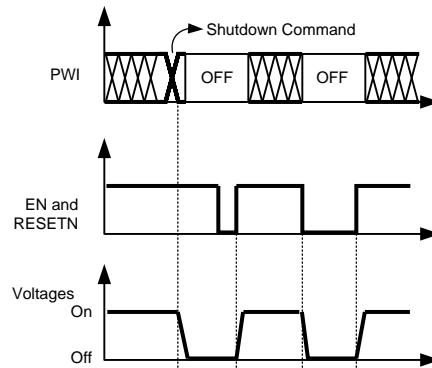 Shutdown Command
PWI
OFF
OFF
EN and
RESETN
Voltages
On
Off